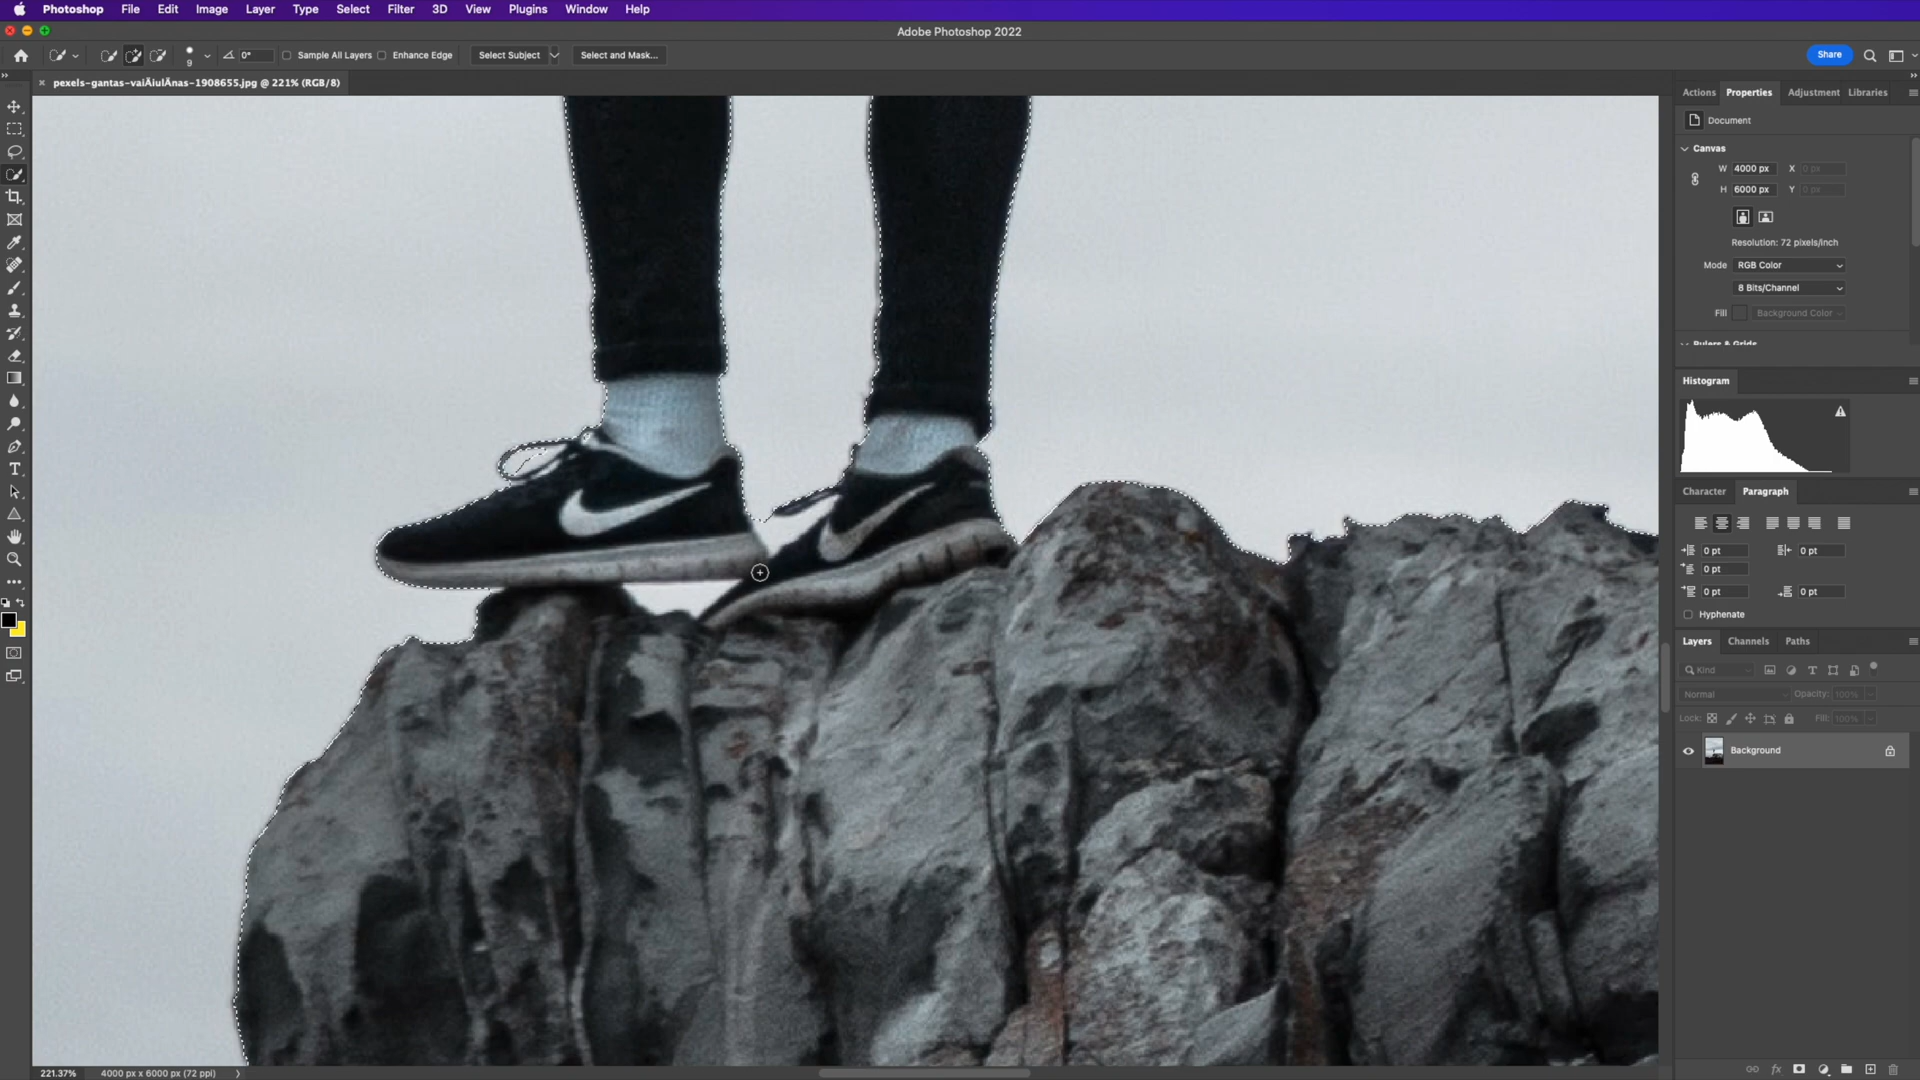 Photoshop File Edit Image Layer Type Select Filter 3D View Plugins Window Help
Adobe Photoshop 2022
9
0°
Sample All Layers
Enhance Edge
Select Subject
Select and Mask...
Share
pexels-gantas-vaiÄiulÄnas-1908655.jpg @ 221% (RGB/8)
Actions Properties Adjustment Libraries
Document
Canvas
W 4000 px X 0 px
H 6000 px Y 0 px
Resolution: 72 pixels/inch
Mode RGB Color
8 Bits/Channel
Fill Background Color
Rulers & Grids
Histogram
Character Paragraph
0 pt 0 pt
0 pt
0 pt 0 pt
Hyphenate
Layers Channels Paths
Kind
Normal Opacity: 100%
Lock: Fill: 100%
Background
221.37% 4000 px x 6000 px (72 ppi)